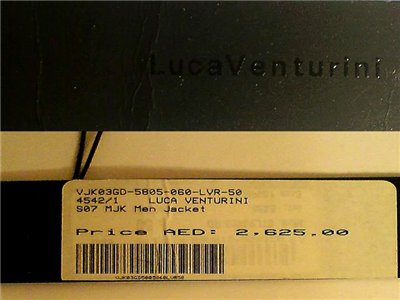 LucaVenturini
VJK03GD-5805-060-LVR-50
4542/1 LUCA VENTURINI
S07 MJK Men Jacket
Price AED: 2,625.00
VJK03GD5805060LVR50